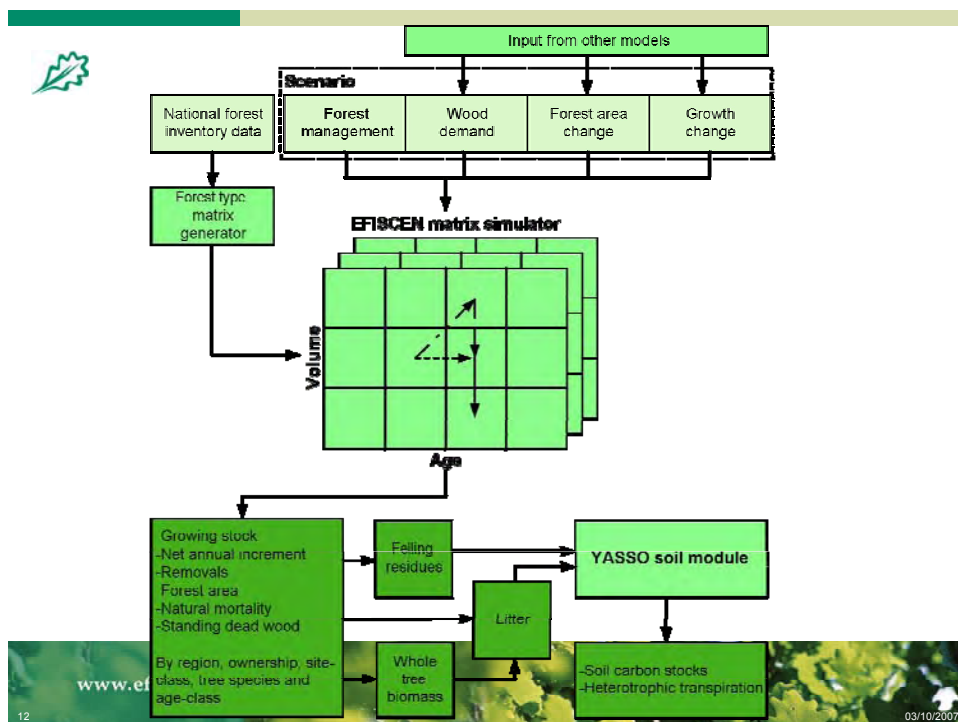 Input from other models
Scenario
National forest
inventory data
Forest
management
Wood
demand
Forest area
change
Growth
change
Forest type
matrix
generator
EFISCEN matrix simulator
Volume
Age
Growing stock
-Net annual increment
-Removals
Forest area
-Natural mortality
-Standing dead wood
By region, ownership, site-
class, tree species and
age-class
Felling
residues
Litter
Whole
tree
biomass
YASSO soil module
-Soil carbon stocks
-Heterotrophic transpiration
www.ef
12
03/10/2007